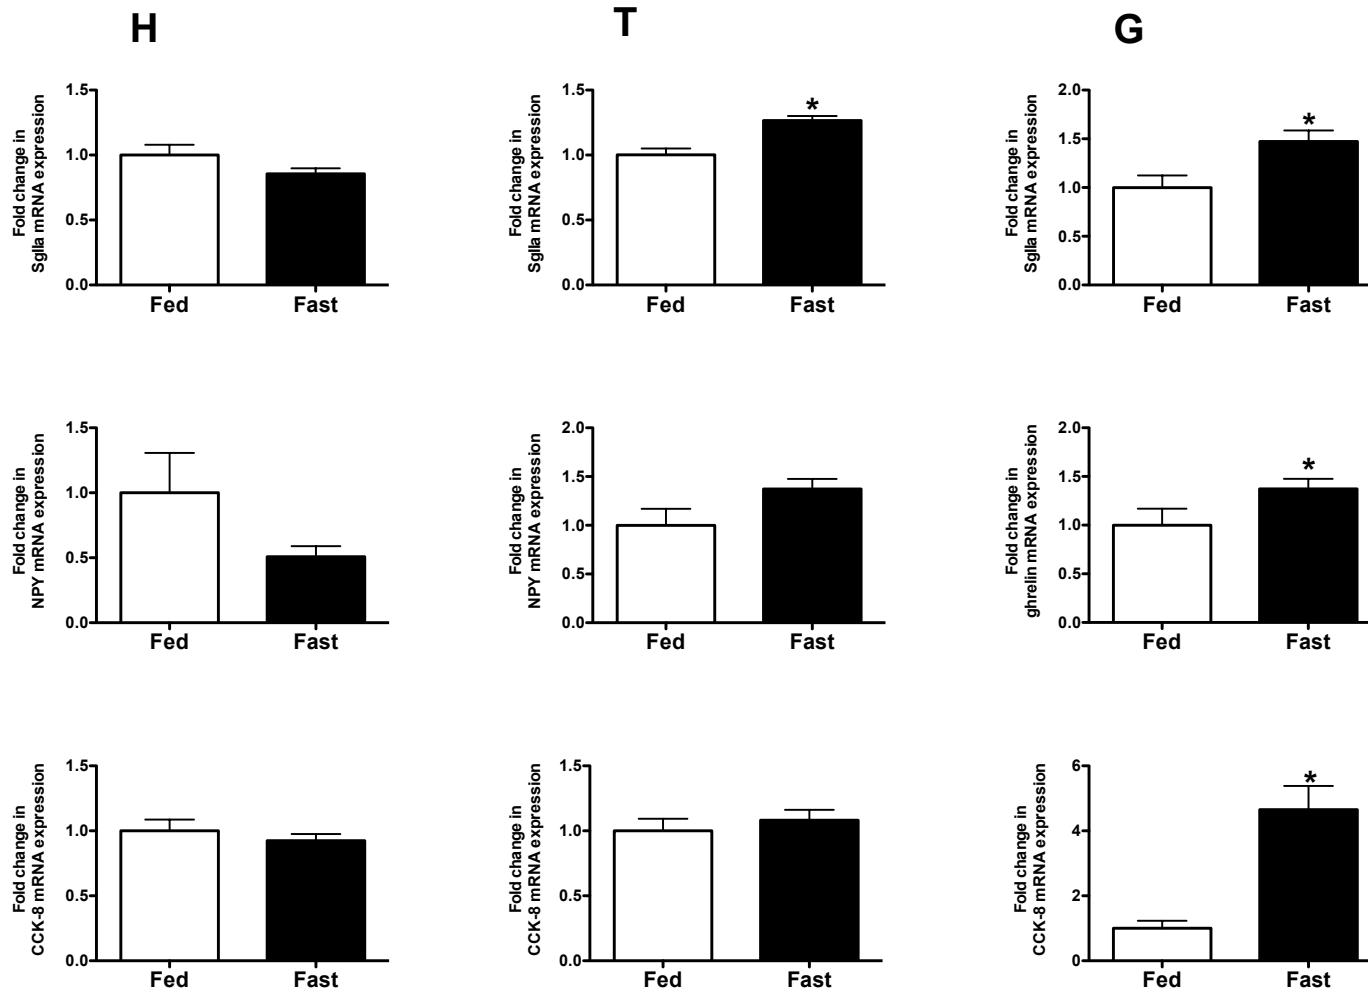 H
T
G
Fold change in
SgIIa mRNA expression
1.5
1.0
0.5
0.0
Fed Fast
Fold change in
SgIIa mRNA expression
1.5
1.0
0.5
0.0
*
Fed Fast
Fold change in
SgIIa mRNA expression
2.0
1.5
1.0
0.5
0.0
*
Fed Fast
Fold change in
NPY mRNA expression
1.5
1.0
0.5
0.0
Fed Fast
Fold change in
NPY mRNA expression
2.0
1.5
1.0
0.5
0.0
Fed Fast
Fold change in
ghrelin mRNA expression
2.0
1.5
1.0
0.5
0.0
*
Fed Fast
Fold change in
CCK-8 mRNA expression
1.5
1.0
0.5
0.0
Fed Fast
Fold change in
CCK-8 mRNA expression
1.5
1.0
0.5
0.0
Fed Fast
Fold change in
CCK-8 mRNA expression
6
4
2
0
*
Fed Fast